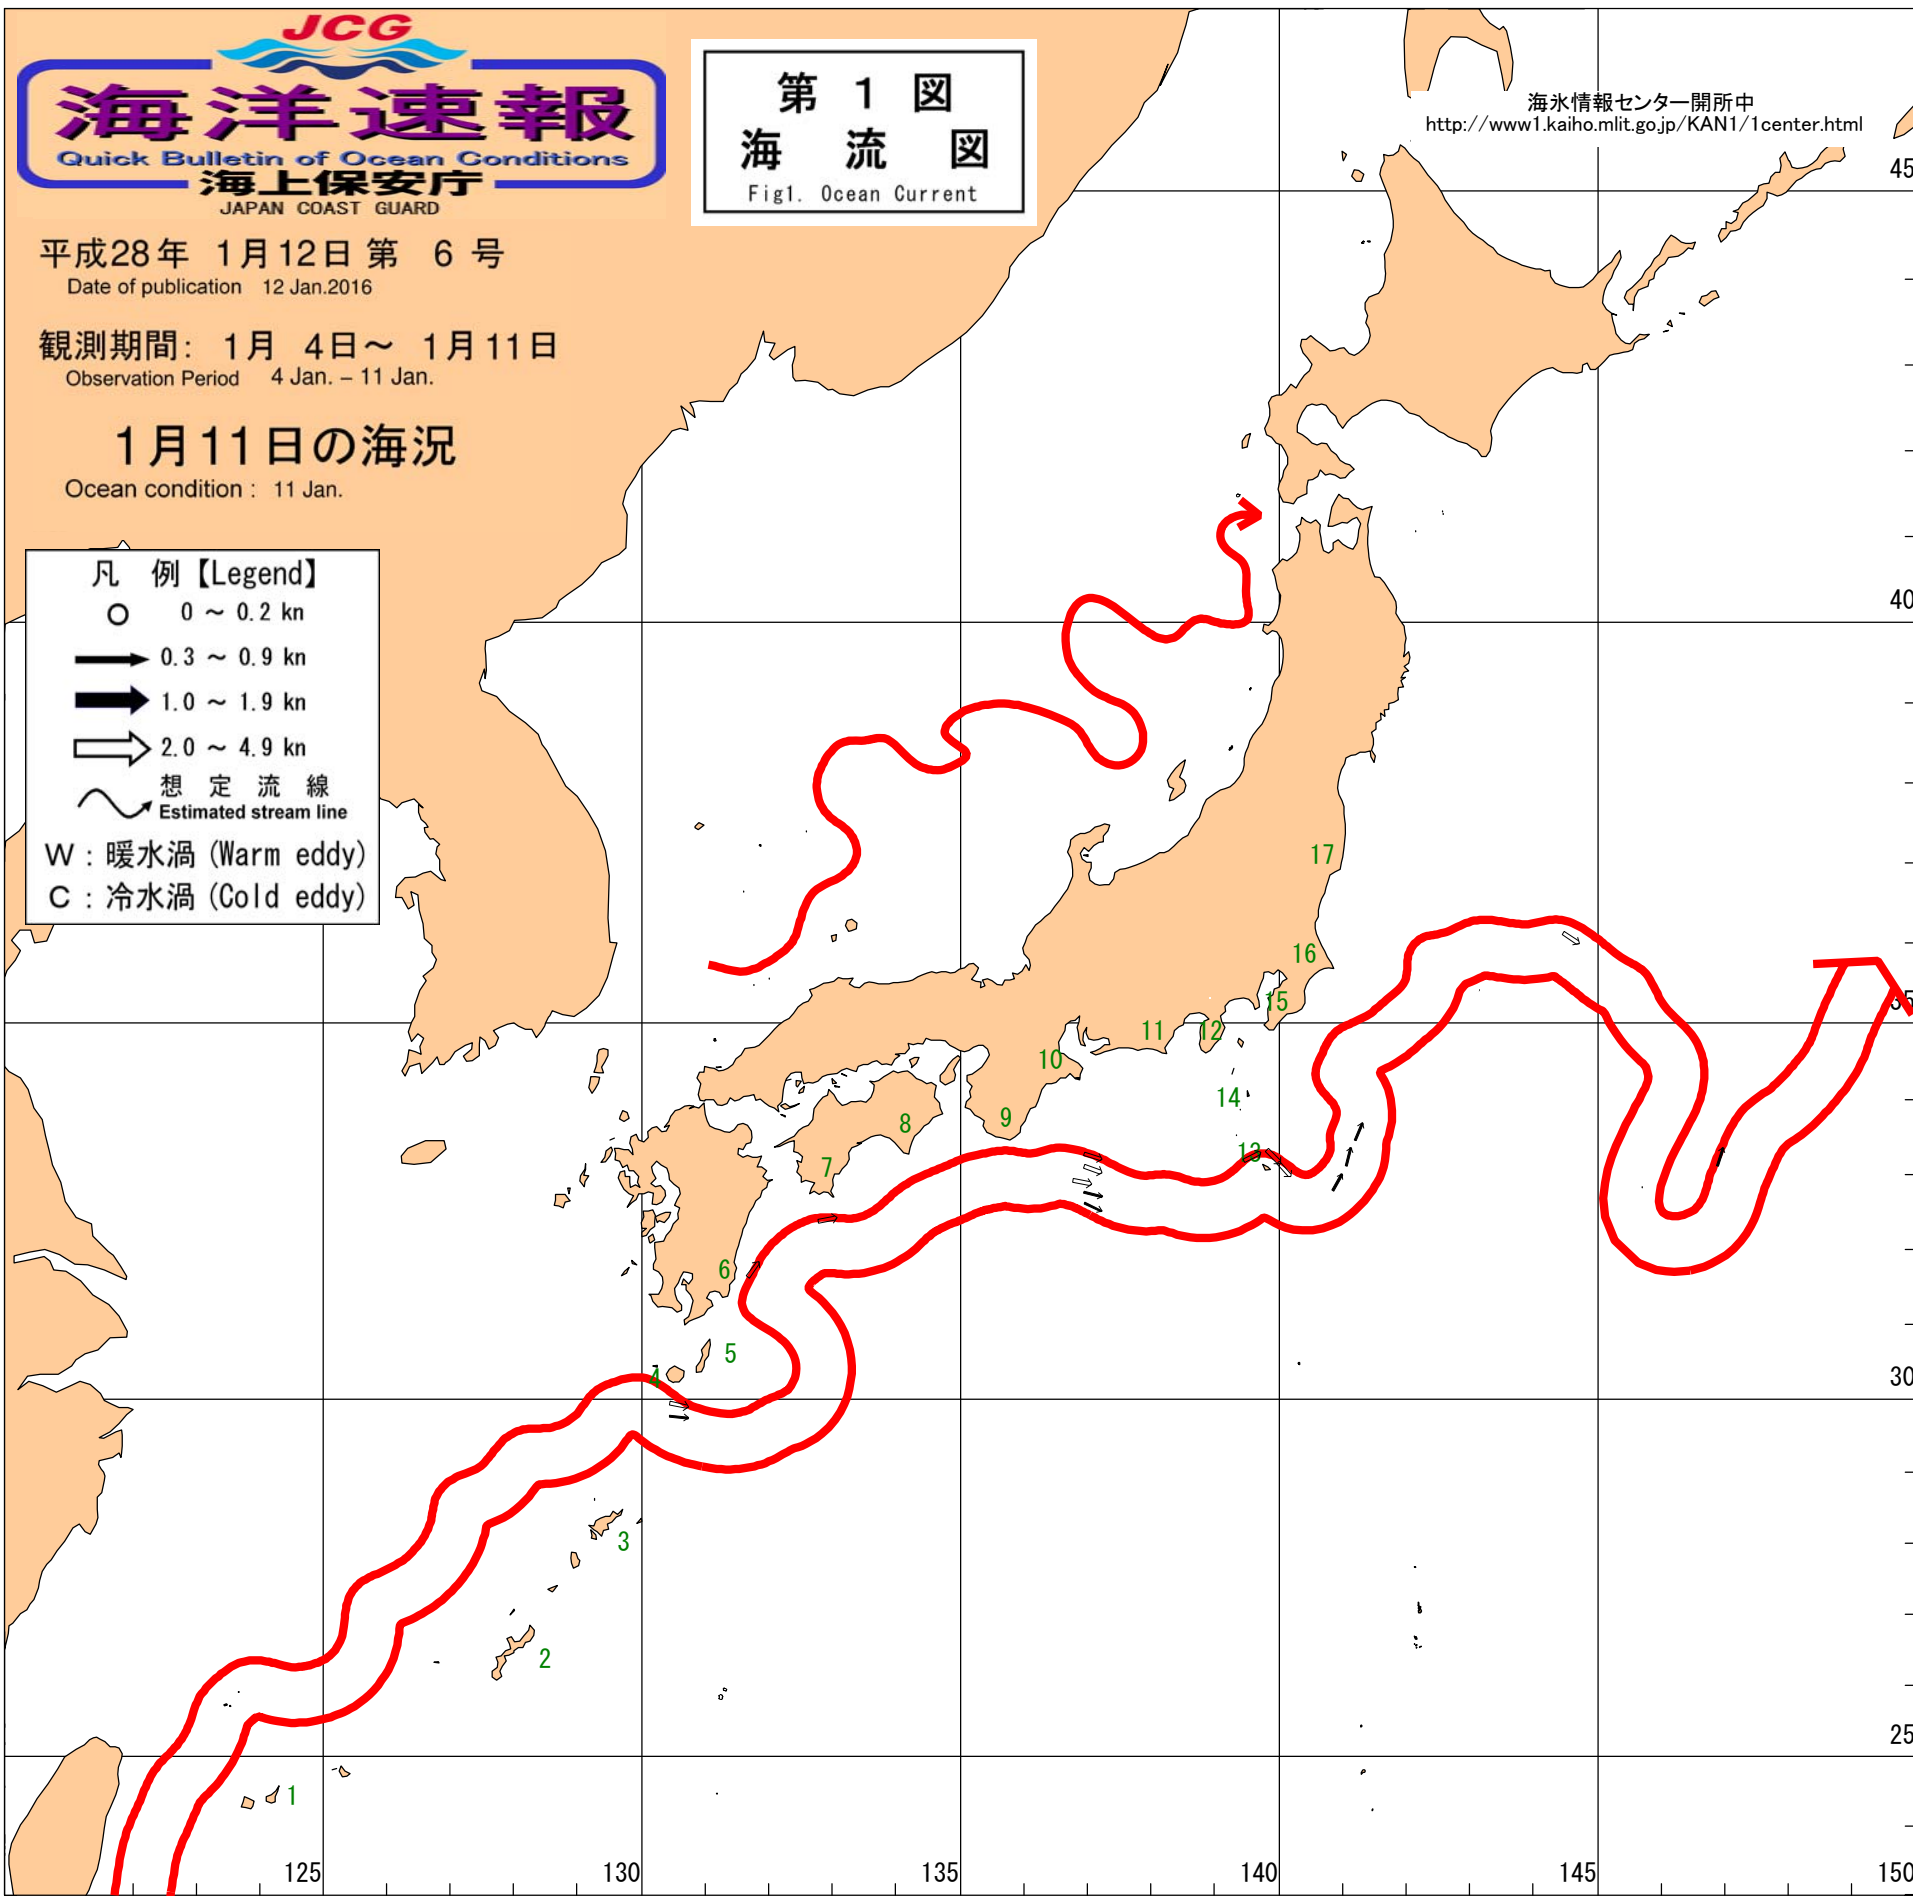 JCG
海洋速報
Quick Bulletin of Ocean Conditions
海上保安庁
JAPAN COAST GUARD
平成28年 1月12日 第 6 号
Date of publication 12 Jan.2016
観測期間: 1月 4日～ 1月11日
Observation Period 4 Jan. – 11 Jan.
1月11日の海況
Ocean condition : 11 Jan.
第 1 図
海 流 図
Fig1. Ocean Current
海氷情報センター開所中
http://www1.kaiho.mlit.go.jp/KAN1/1center.html
凡 例【Legend】
0 ～ 0.2 kn
0.3 ～ 0.9 kn
1.0 ～ 1.9 kn
2.0 ～ 4.9 kn
想 定 流 線
Estimated stream line
W : 暖水渦 (Warm eddy)
C : 冷水渦 (Cold eddy)
45
40
17
16
35
15
12
11
10
14
9
8
13
7
6
5
4
30
3
2
25
1
125
130
135
140
145
150